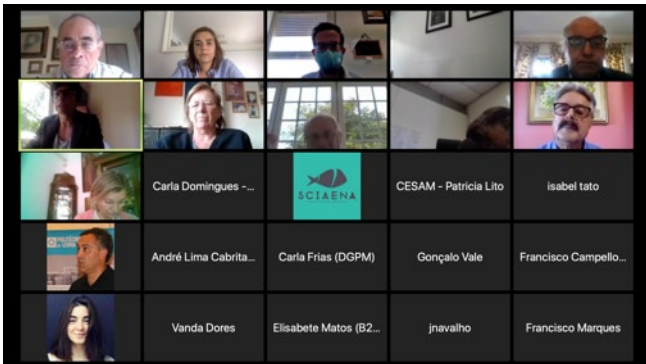 Carla Domingues -...
SCIAENA
CESAM - Patricia Lito
isabel tato
André Lima Cabrita...
Carla Frias (DGPM)
Gonçalo Vale
Francisco Campello...
Vanda Dores
Elisabete Matos (B2...
jnavalho
Francisco Marques